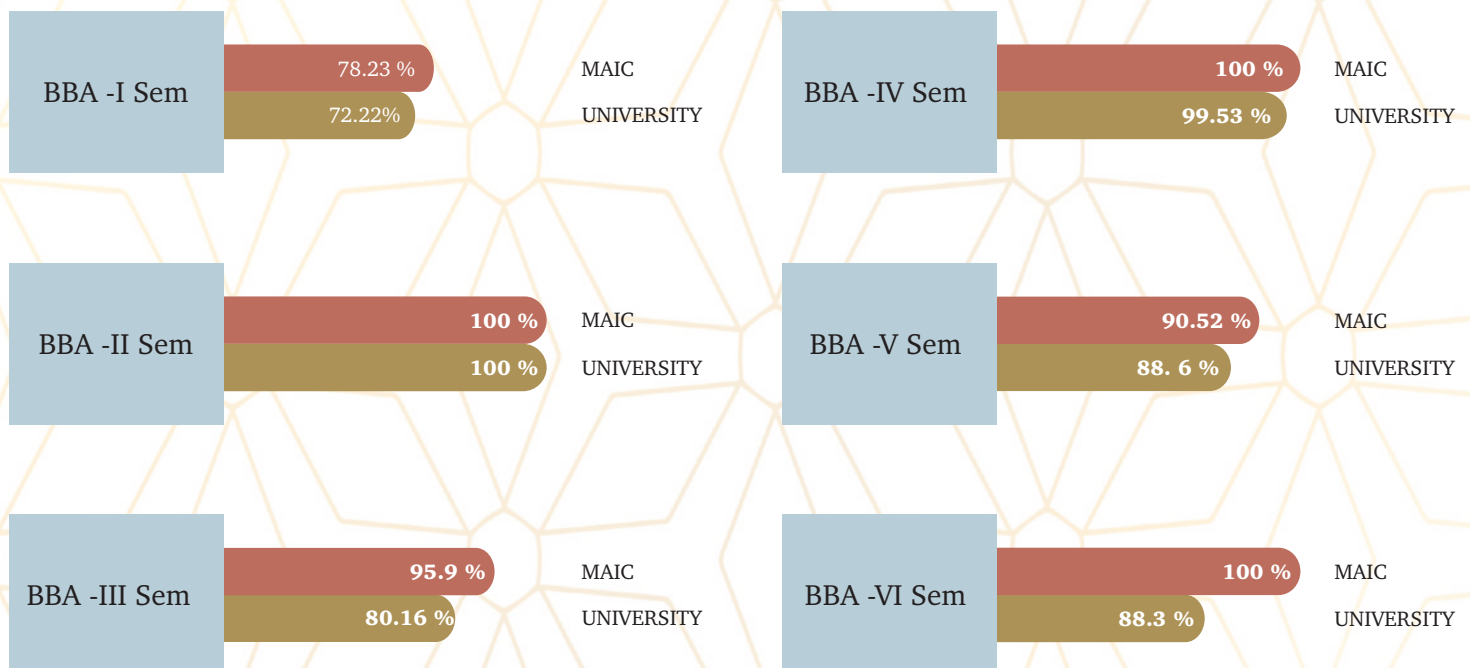 BBA -I Sem
78.23 % MAIC
72.22% UNIVERSITY
BBA -II Sem
100 % MAIC
100 % UNIVERSITY
BBA -III Sem
95.9 % MAIC
80.16 % UNIVERSITY
BBA -IV Sem
100 % MAIC
99.53 % UNIVERSITY
BBA -V Sem
90.52 % MAIC
88. 6 % UNIVERSITY
BBA -VI Sem
100 % MAIC
88.3 % UNIVERSITY